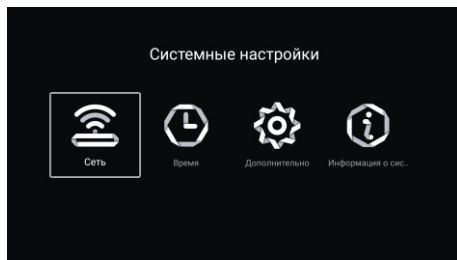 Системные настройки
Сеть
Время
Дополнительно
Информация о сис..